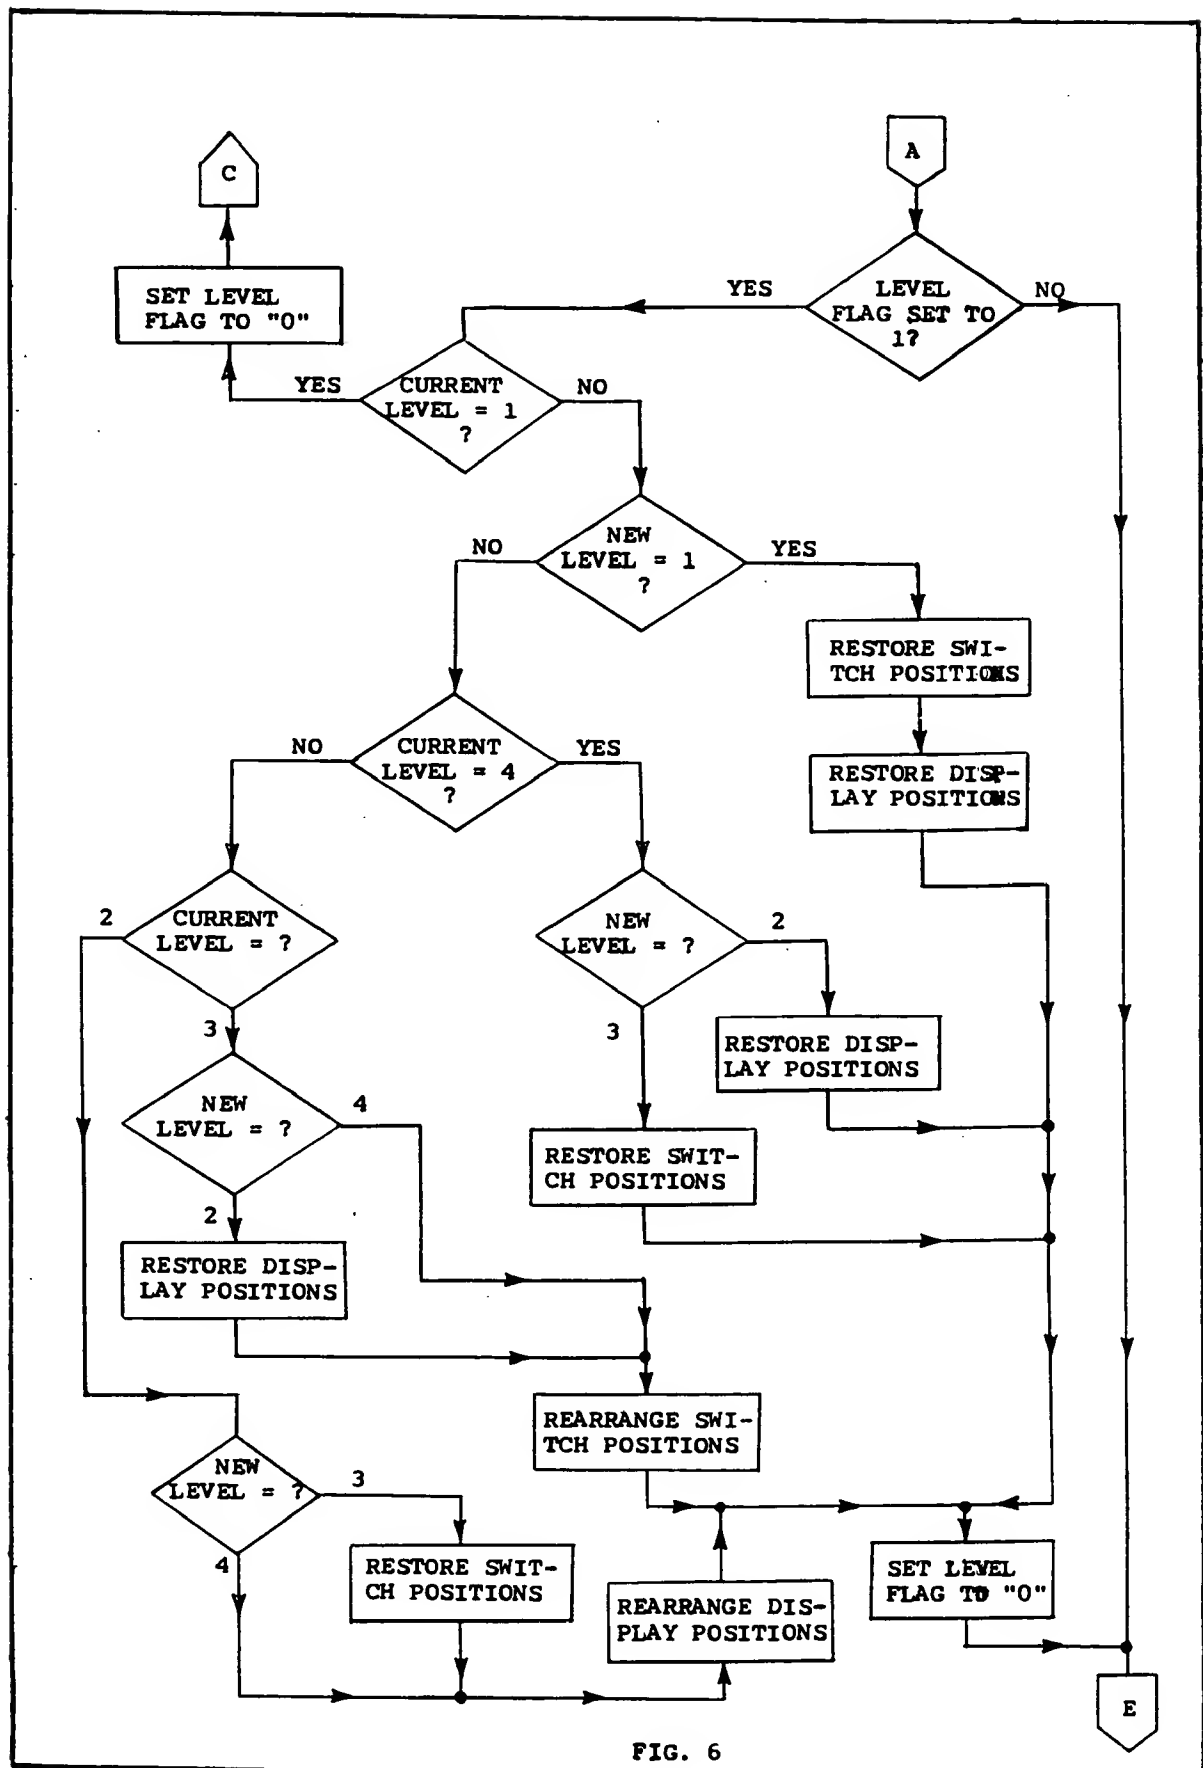 A
C
LEVEL
FLAG SET TO
1?
YES
NO
SET LEVEL
FLAG TO "0"
YES
CURRENT
LEVEL = 1
?
NO
NEW
LEVEL = 1
?
NO
YES
RESTORE SWI-
TCH POSITIONS
RESTORE DISP-
LAY POSITIONS
CURRENT
LEVEL = 4
?
NO
YES
CURRENT
LEVEL = ?
2
3
NEW
LEVEL = ?
2
3
RESTORE DISP-
LAY POSITIONS
RESTORE SWIT-
CH POSITIONS
NEW
LEVEL = ?
4
2
RESTORE DISP-
LAY POSITIONS
REARRANGE SWI-
TCH POSITIONS
NEW
LEVEL = ?
3
4
RESTORE SWIT-
CH POSITIONS
REARRANGE DIS-
PLAY POSITIONS
SET LEVEL
FLAG TO "0"
E
FIG. 6